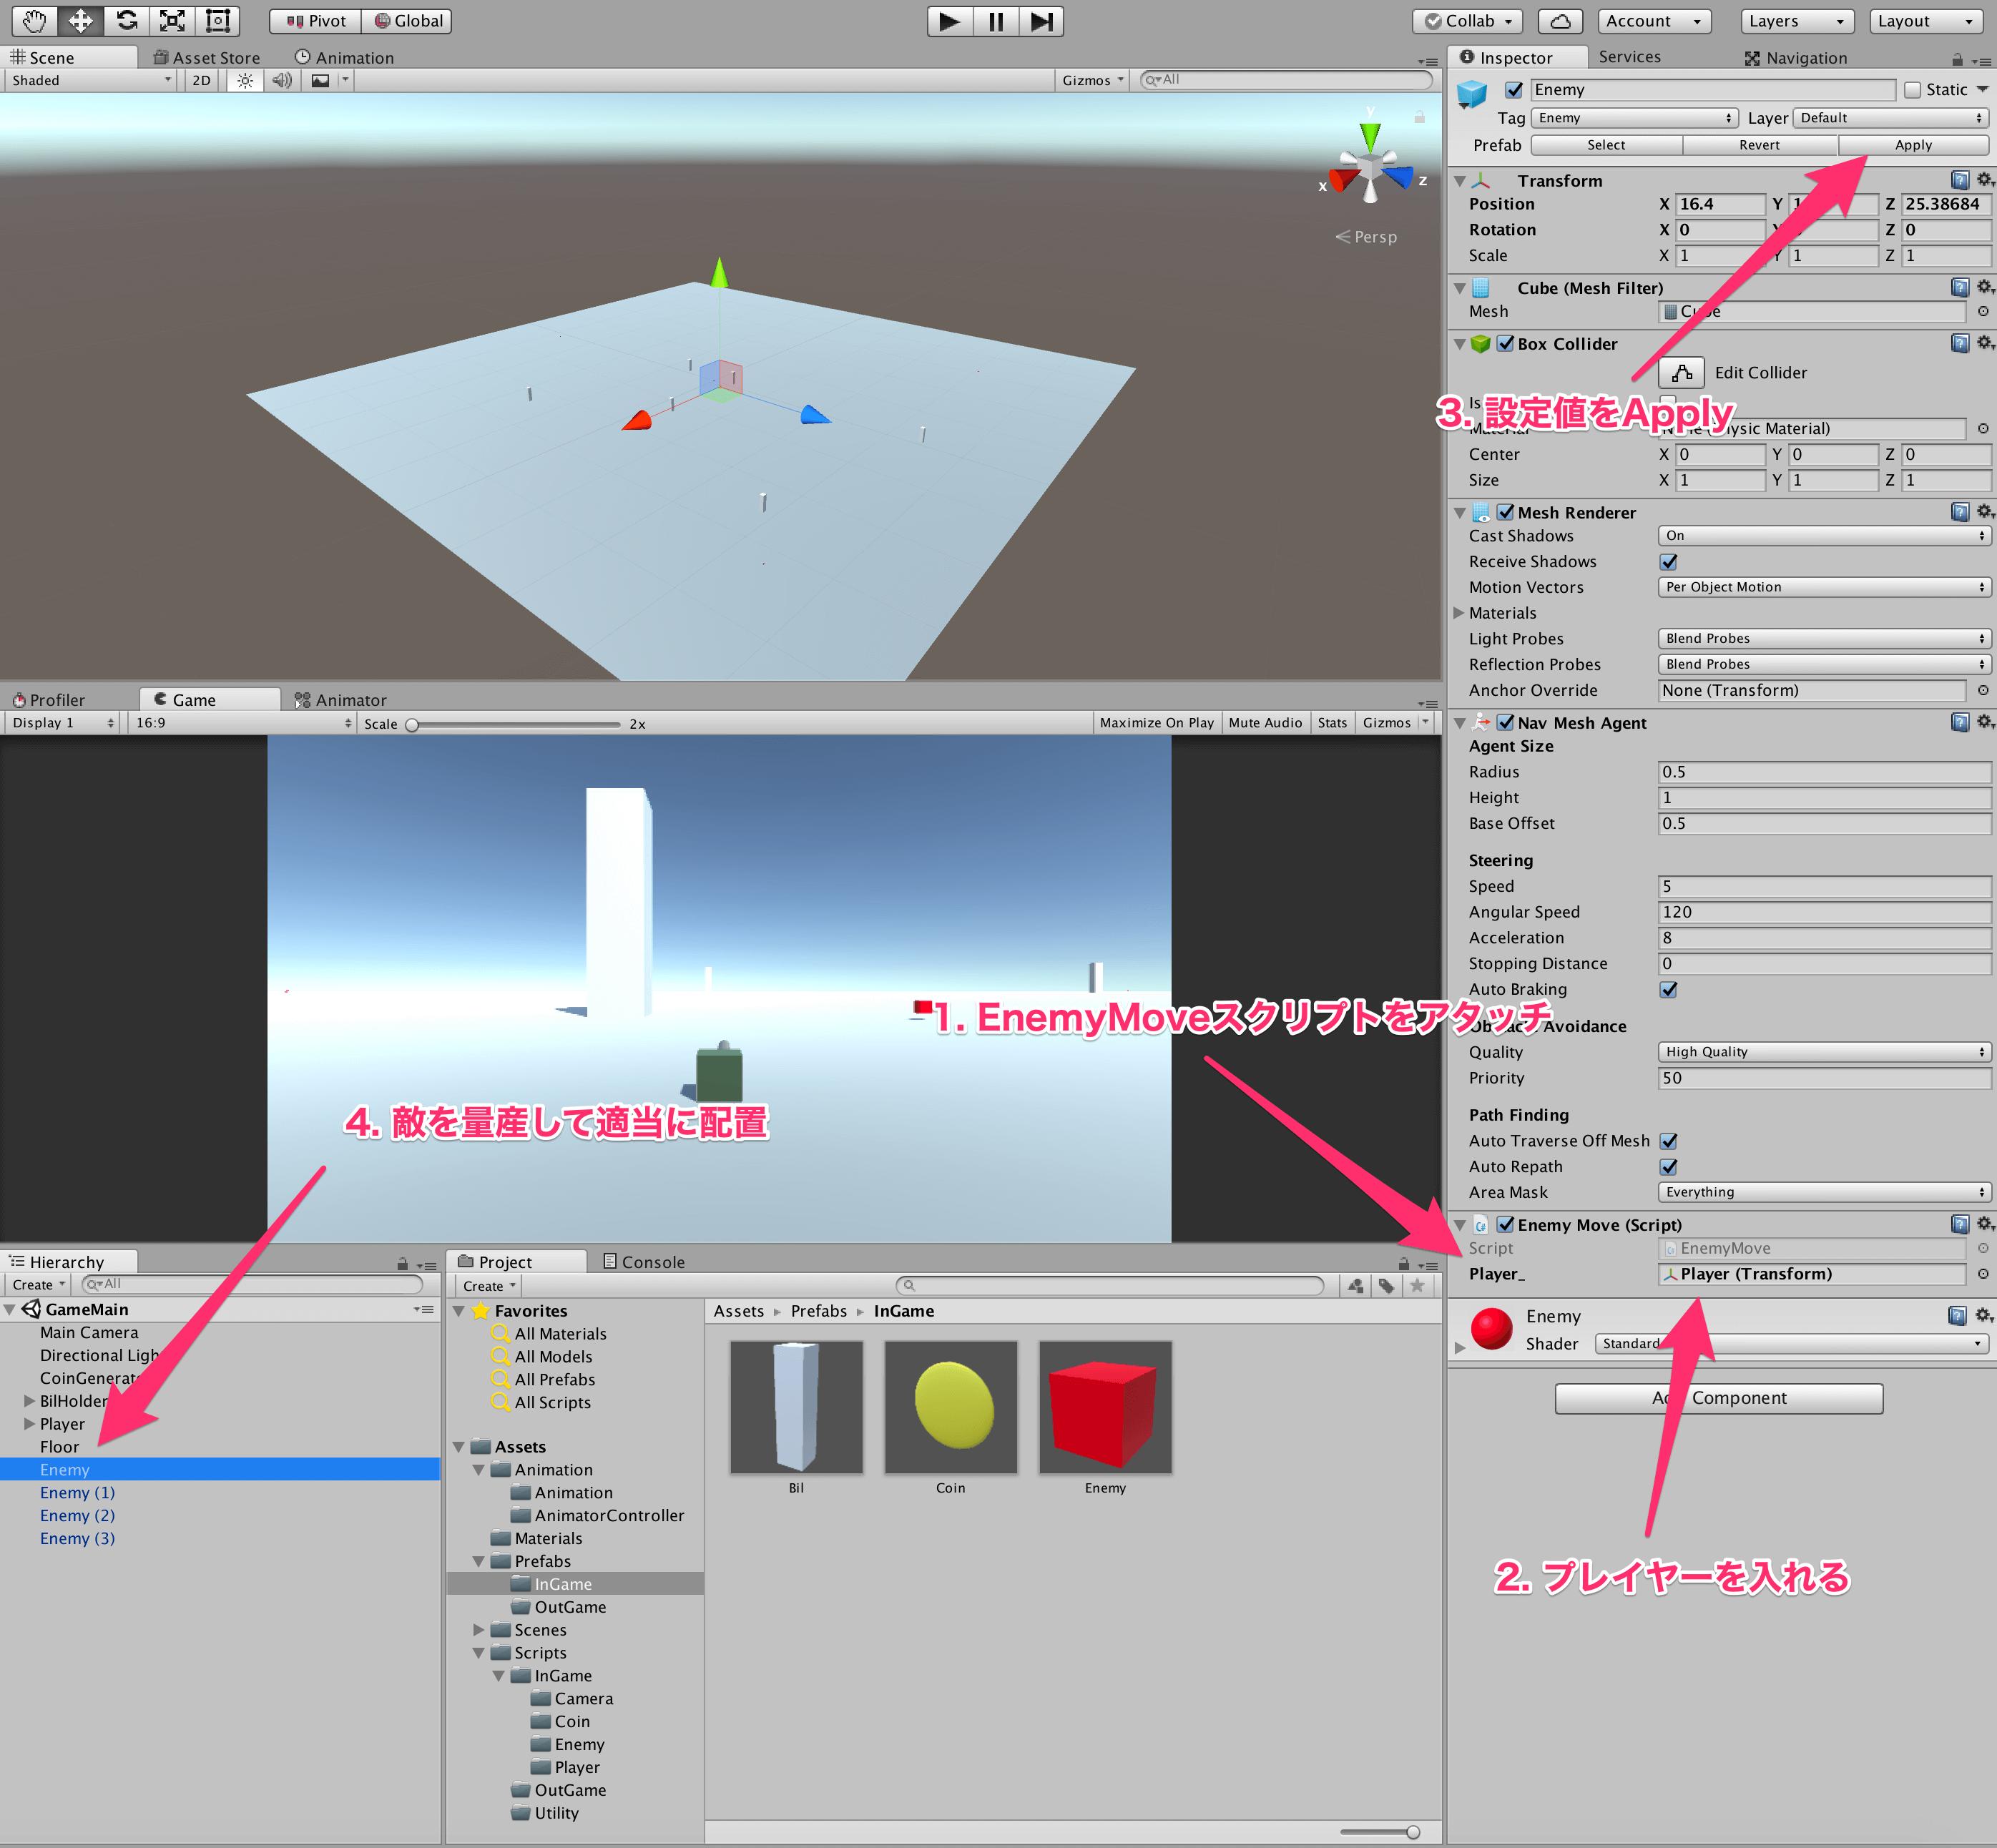 Pivot
Global
Collab
Account
Layers
Layout
Scene
Asset Store
Animation
Shaded
2D
Gizmos
All
y
x
z
Persp
Profiler
Game
Animator
Display 1
16:9
Scale
2x
Maximize On Play
Mute Audio
Stats
Gizmos
4. 敵を量産して適当に配置
1. EnemyMoveスクリプトをアタッチ
Hierarchy
Create
All
GameMain
Main Camera
Directional Ligh
CoinGenerat
BilHolder
Player
Floor
Enemy
Enemy (1)
Enemy (2)
Enemy (3)
Project
Console
Create
Favorites
All Materials
All Models
All Prefabs
All Scripts
Assets
Animation
Animation
AnimatorController
Materials
Prefabs
InGame
OutGame
Scenes
Scripts
InGame
Camera
Coin
Enemy
Player
OutGame
Utility
Assets Prefabs InGame
Bil
Coin
Enemy
Inspector
Services
Navigation
Enemy
Static
Tag Enemy Layer Default
Prefab Select Revert Apply
Transform
Position X 16.4 Y 1 Z 25.38684
Rotation X 0 Y Z 0
Scale X 1 Y 1 Z 1
Cube (Mesh Filter)
Mesh Cube
Box Collider
Edit Collider
3. 設定値をApply
Is
Material (Physic Material)
Center X 0 Y 0 Z 0
Size X 1 Y 1 Z 1
Mesh Renderer
Cast Shadows On
Receive Shadows
Motion Vectors Per Object Motion
Materials
Light Probes Blend Probes
Reflection Probes Blend Probes
Anchor Override None (Transform)
Nav Mesh Agent
Agent Size
Radius 0.5
Height 1
Base Offset 0.5
Steering
Speed 5
Angular Speed 120
Acceleration 8
Stopping Distance 0
Auto Braking
Obstacle Avoidance
Quality High Quality
Priority 50
Path Finding
Auto Traverse Off Mesh
Auto Repath
Area Mask Everything
Enemy Move (Script)
Script EnemyMove
Player_ Player (Transform)
Enemy
Shader Standard
Add Component
2. プレイヤーを入れる